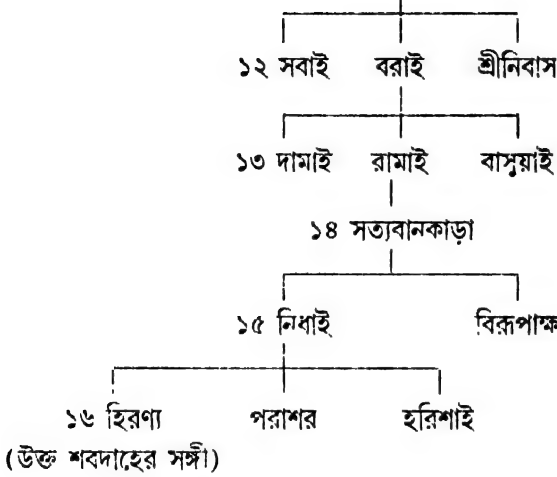 ১২ সবাই বরাই শ্রীনিবাস
১৩ দামাই রামাই বাসুয়াই
১৪ সত্যবানকাড়া
১৫ নিধাই বিরূপাক্ষ
১৬ হিরণ্য পরাশর হরিশাই
(উক্ত শবদাহের সঙ্গী)